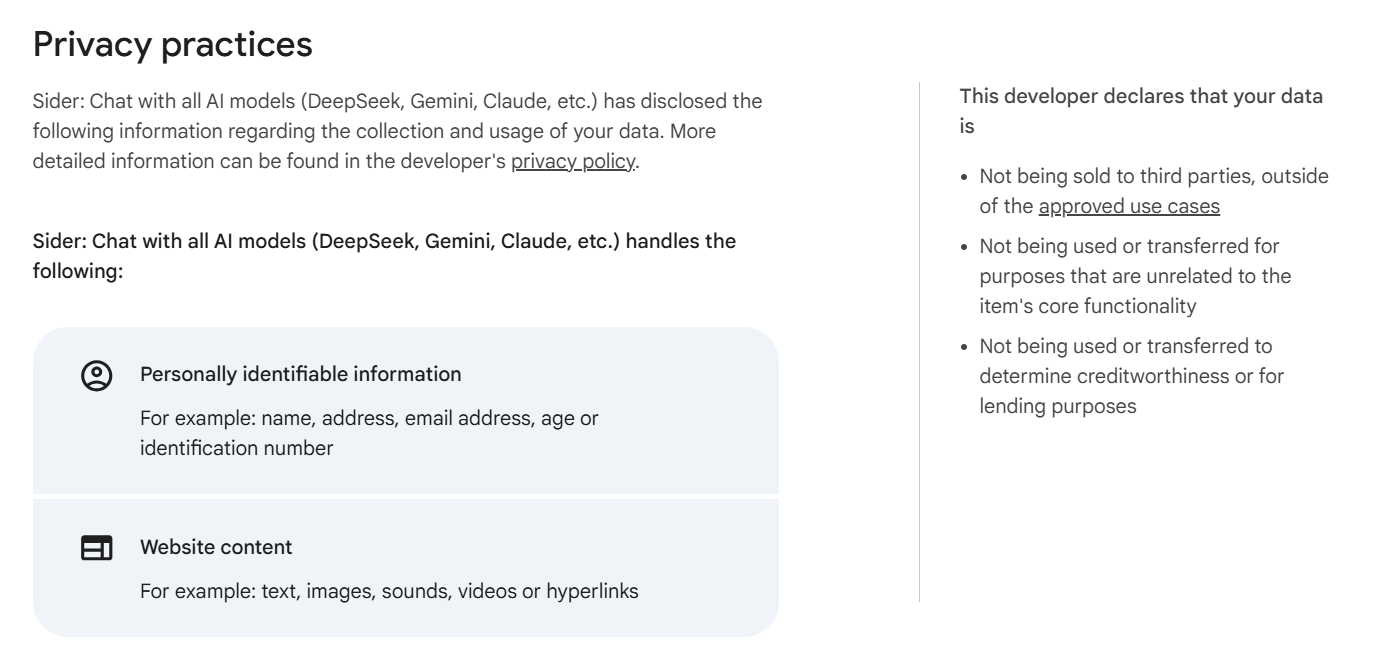 Privacy practices
Sider: Chat with all AI models (DeepSeek, Gemini, Claude, etc.) has disclosed the
following information regarding the collection and usage of your data. More
detailed information can be found in the developer's privacy policy.
Sider: Chat with all AI models (DeepSeek, Gemini, Claude, etc.) handles the
following:
Personally identifiable information
For example: name, address, email address, age or
identification number
Website content
For example: text, images, sounds, videos or hyperlinks
This developer declares that your data
is
• Not being sold to third parties, outside
of the approved use cases
• Not being used or transferred for
purposes that are unrelated to the
item's core functionality
• Not being used or transferred to
determine creditworthiness or for
lending purposes